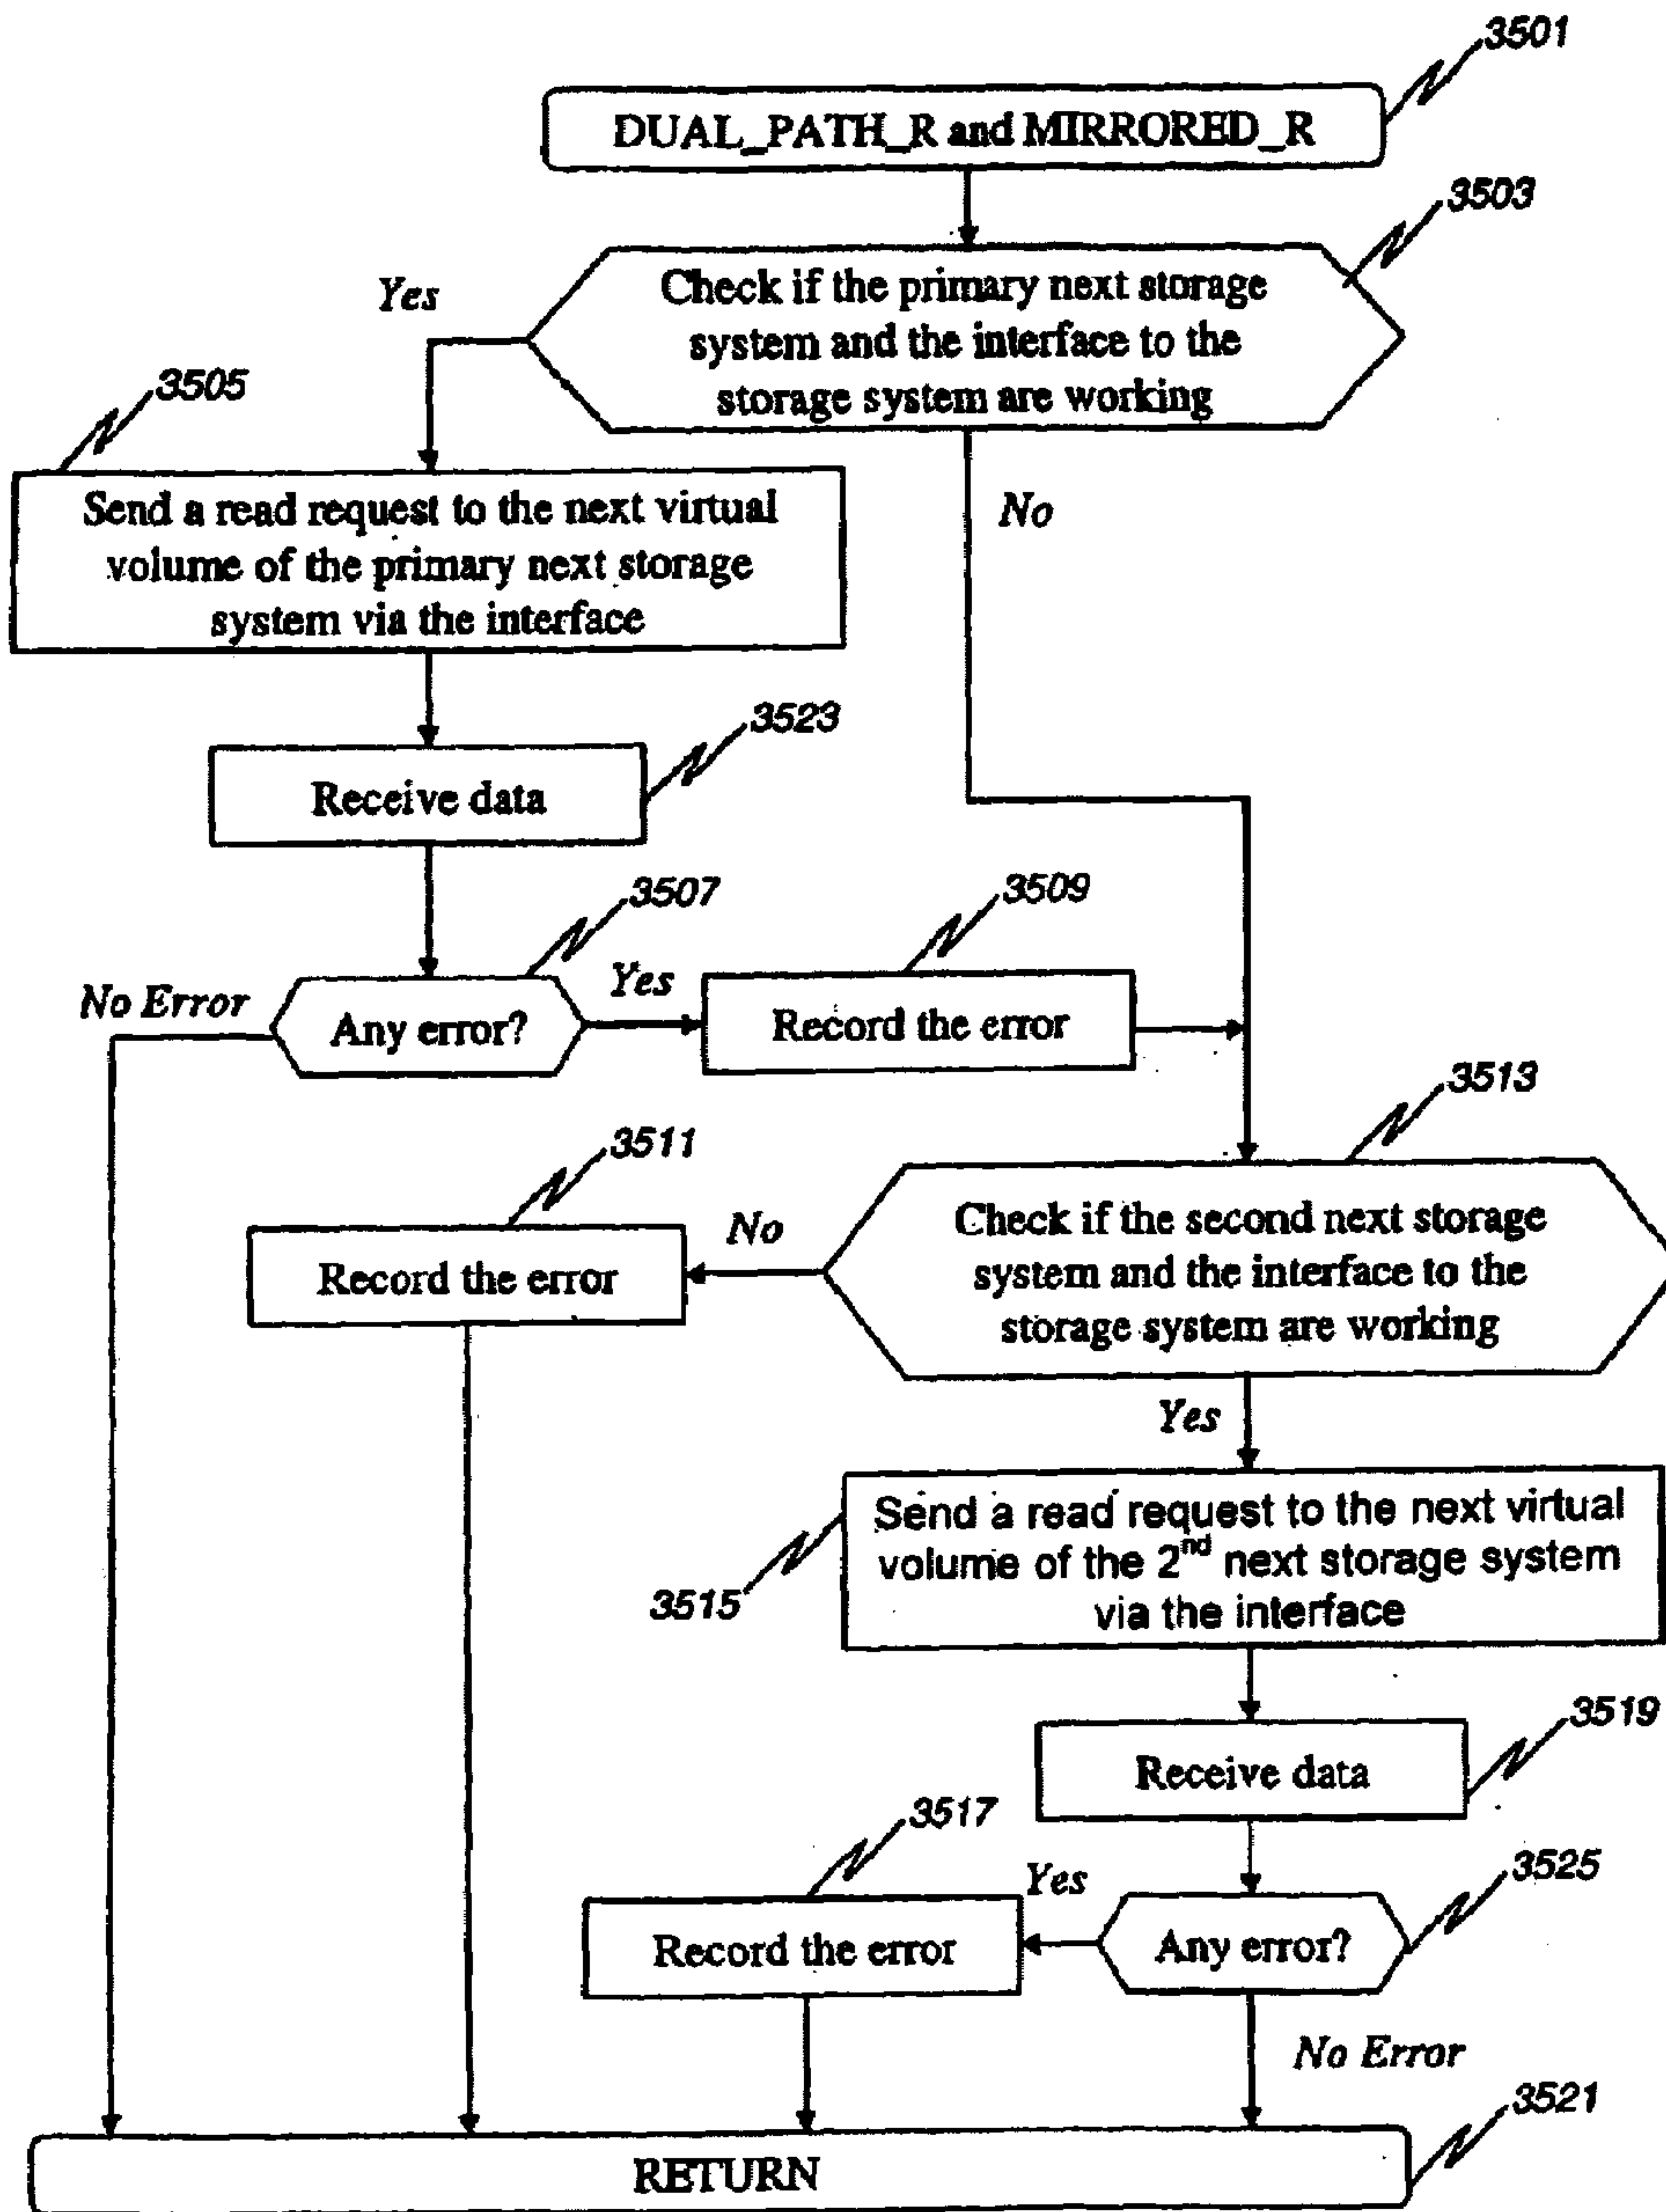 3501
DUAL_PATH_R and MIRRORED_R
3503
Check if the primary next storage
system and the interface to the
storage system are working
Yes
No
3505
Send a read request to the next virtual
volume of the primary next storage
system via the interface
3523
Receive data
3507
Any error?
No Error
Yes
3509
Record the error
3513
Check if the second next storage
system and the interface to the
storage system are working
No
3511
Record the error
Yes
3515
Send a read request to the next virtual
volume of the 2nd next storage system
via the interface
3519
Receive data
3525
Any error?
Yes
3517
Record the error
No Error
3521
RETURN